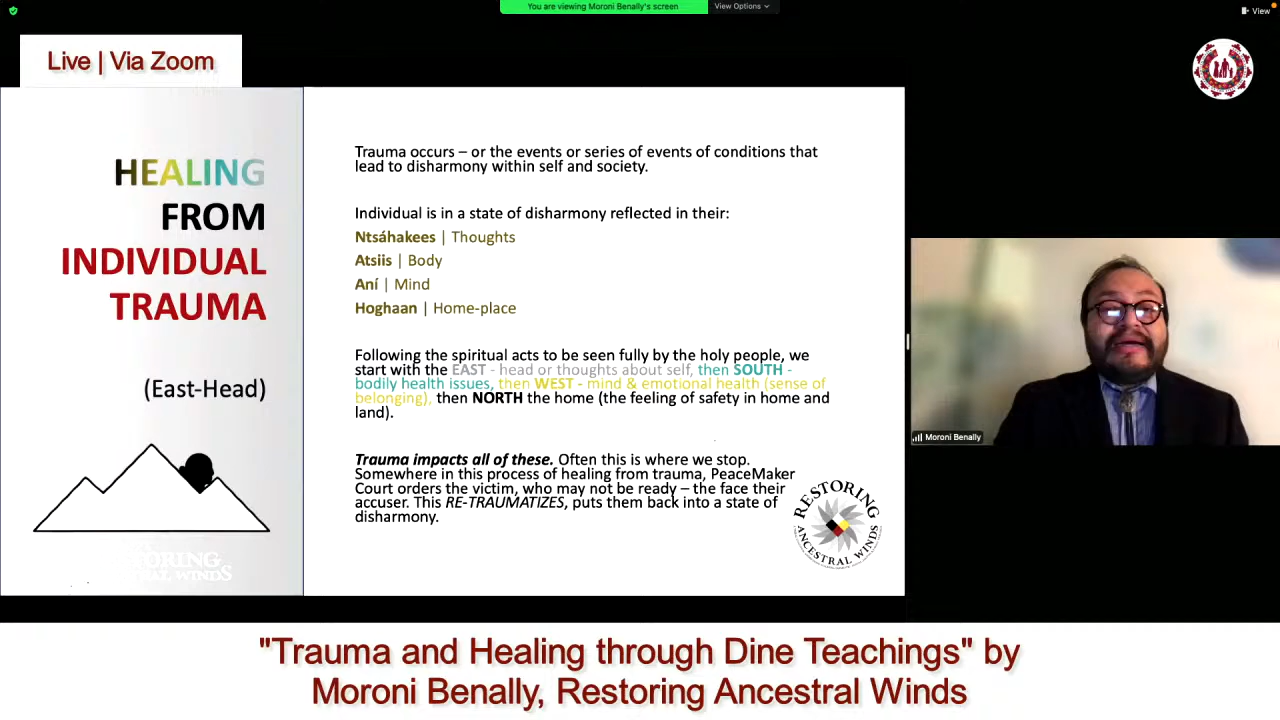 You are viewing Moroni Benally's screen
View Options
View
Live | Via Zoom
HEALING
FROM
INDIVIDUAL
TRAUMA
(East-Head)
Trauma occurs – or the events or series of events of conditions that
lead to disharmony within self and society.
Individual is in a state of disharmony reflected in their:
Ntsáhakees | Thoughts
Atsiis | Body
Aní | Mind
Hoghaan | Home-place
Following the spiritual acts to be seen fully by the holy people, we
start with the EAST - head or thoughts about self, then SOUTH -
bodily health issues, then WEST - mind & emotional health (sense of
belonging), then NORTH the home (the feeling of safety in home and
land).
Trauma impacts all of these. Often this is where we stop.
Somewhere in this process of healing from trauma, PeaceMaker
Court orders the victim, who may not be ready – the face their
accuser. This RE-TRAUMATIZES, puts them back into a state of
disharmony.
RESTORING
ANCESTRAL WINDS
Moroni Benally
"Trauma and Healing through Dine Teachings" by
Moroni Benally, Restoring Ancestral Winds